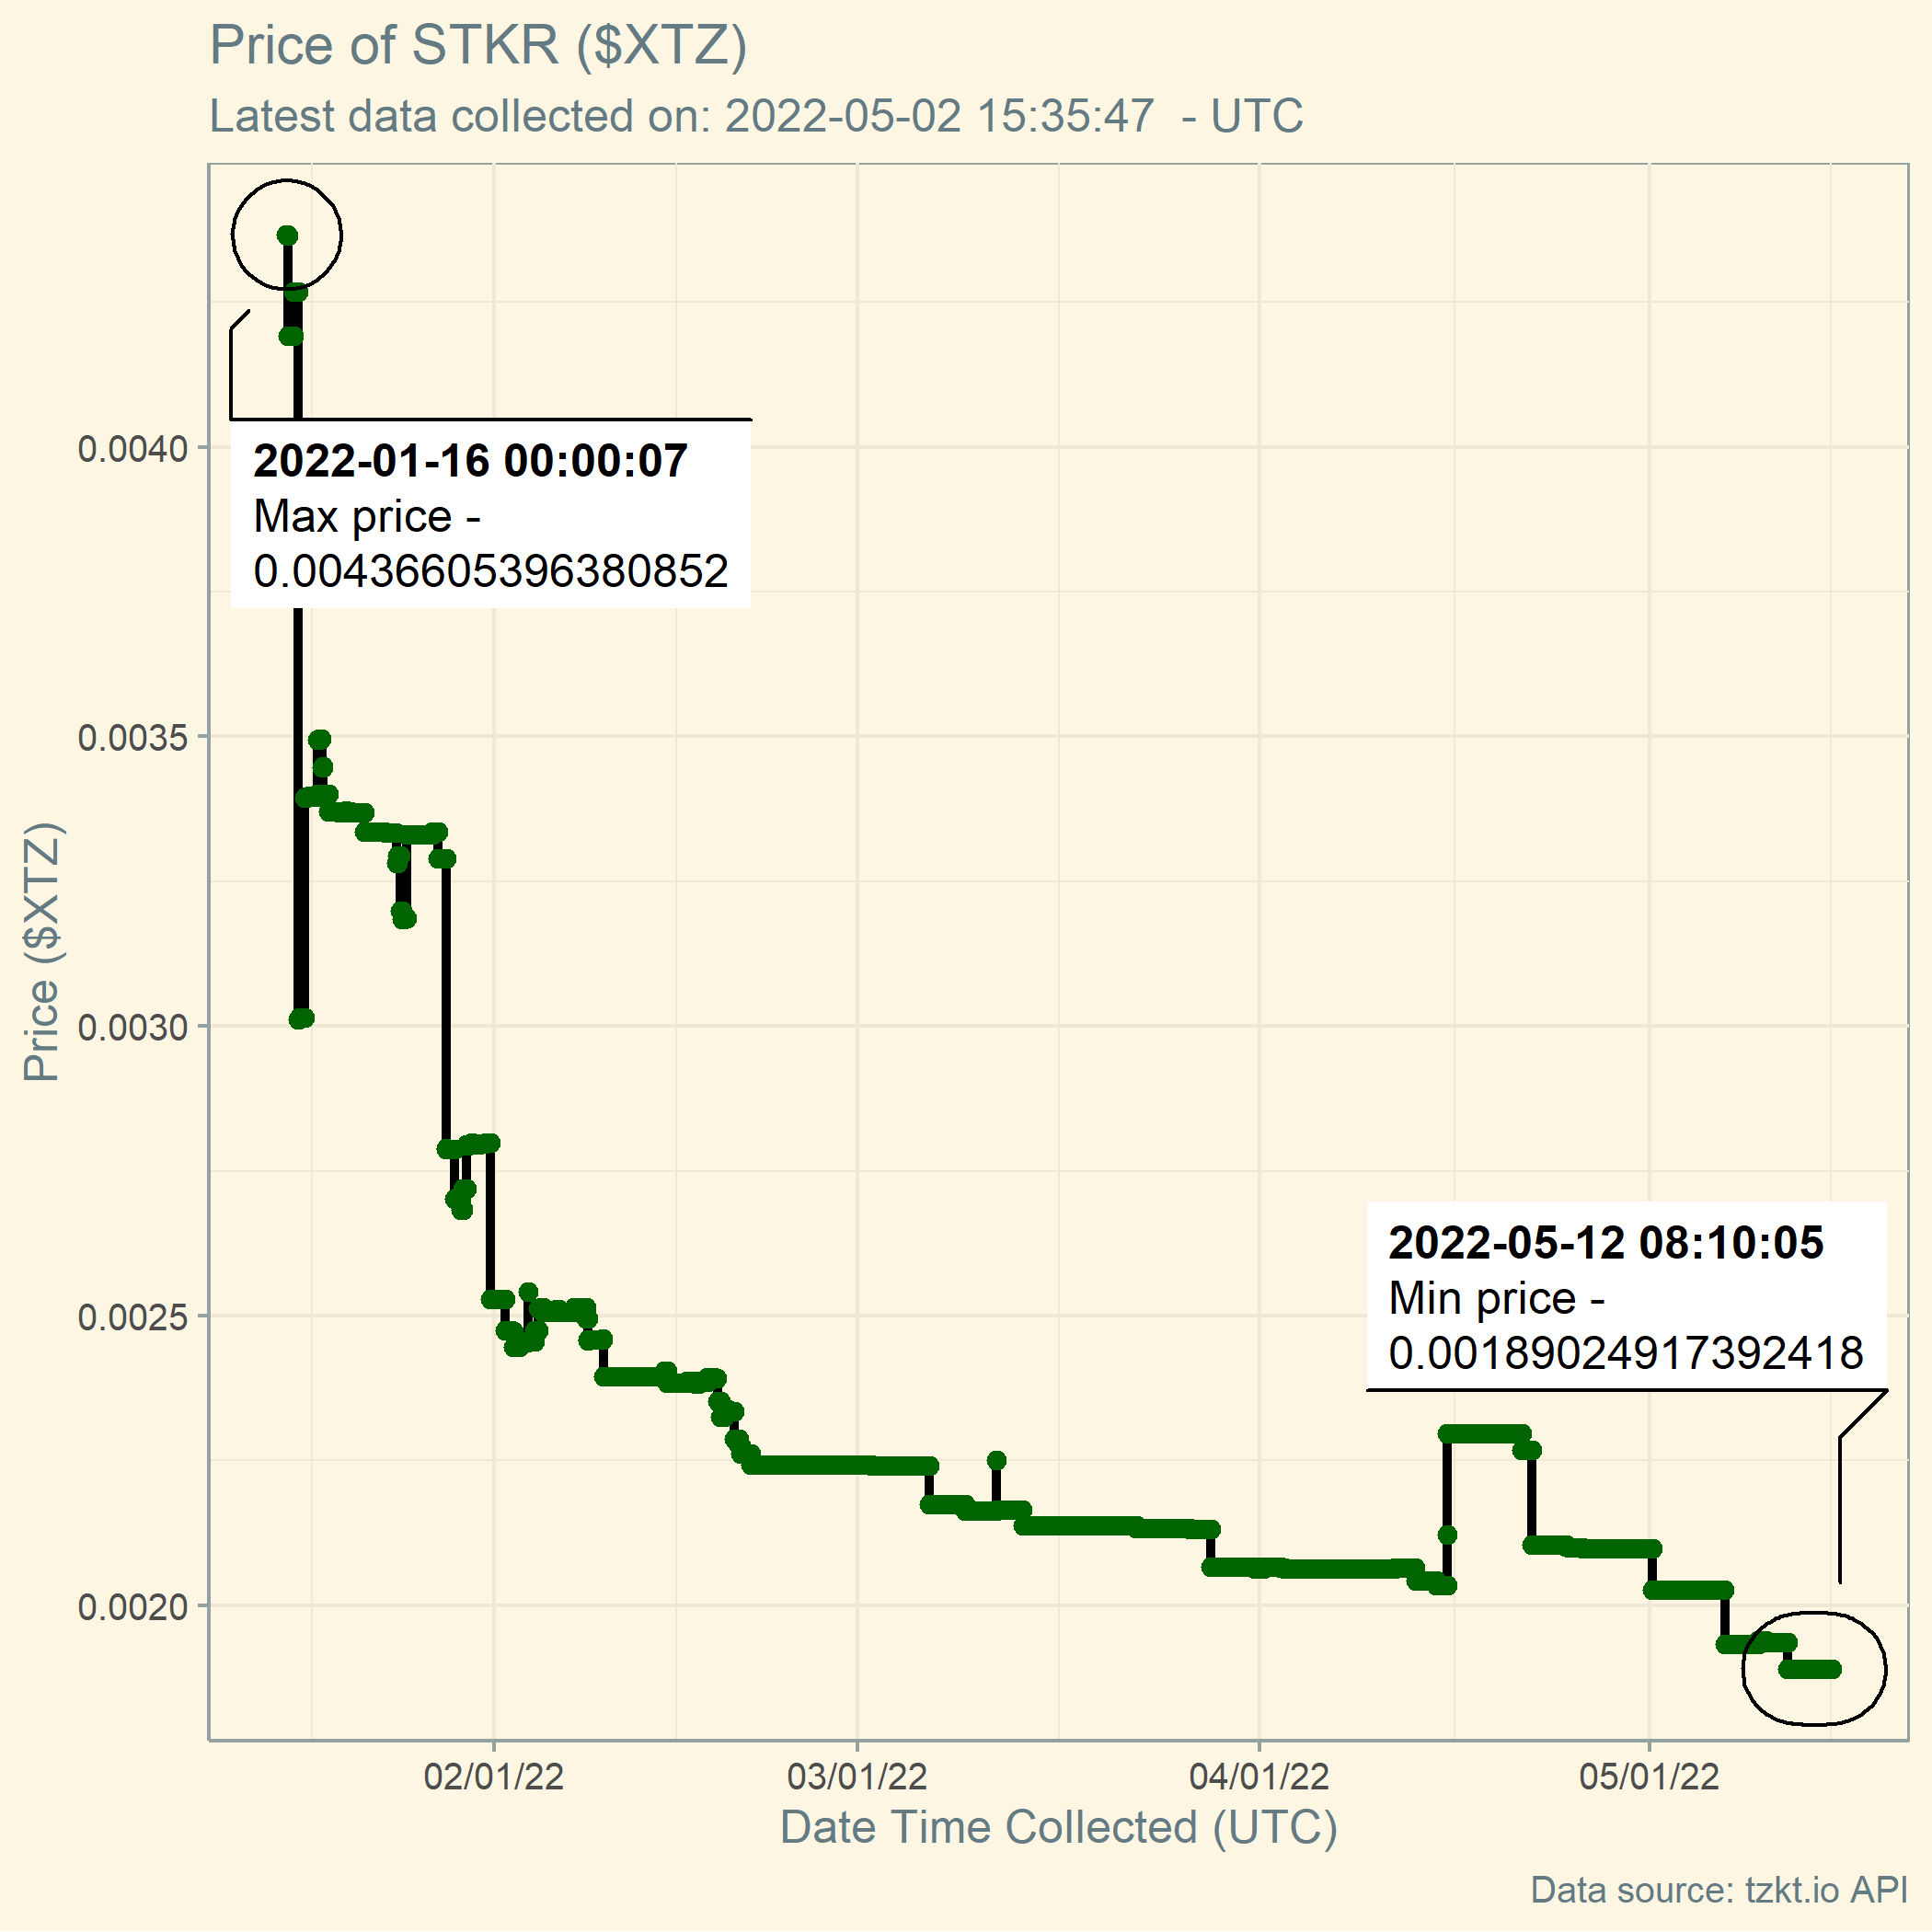 Price of STKR ($XTZ)
Latest data collected on: 2022-05-02 15:35:47  - UTC
2022-01-16 00:00:07
Max price -
0.00436605396380852
0.0040
0.0035
0.0030
0.0025
0.0020
Price ($XTZ)
2022-05-12 08:10:05
Min price -
0.00189024917392418
02/01/22
03/01/22
04/01/22
05/01/22
Date Time Collected (UTC)
Data source: tzkt.io API